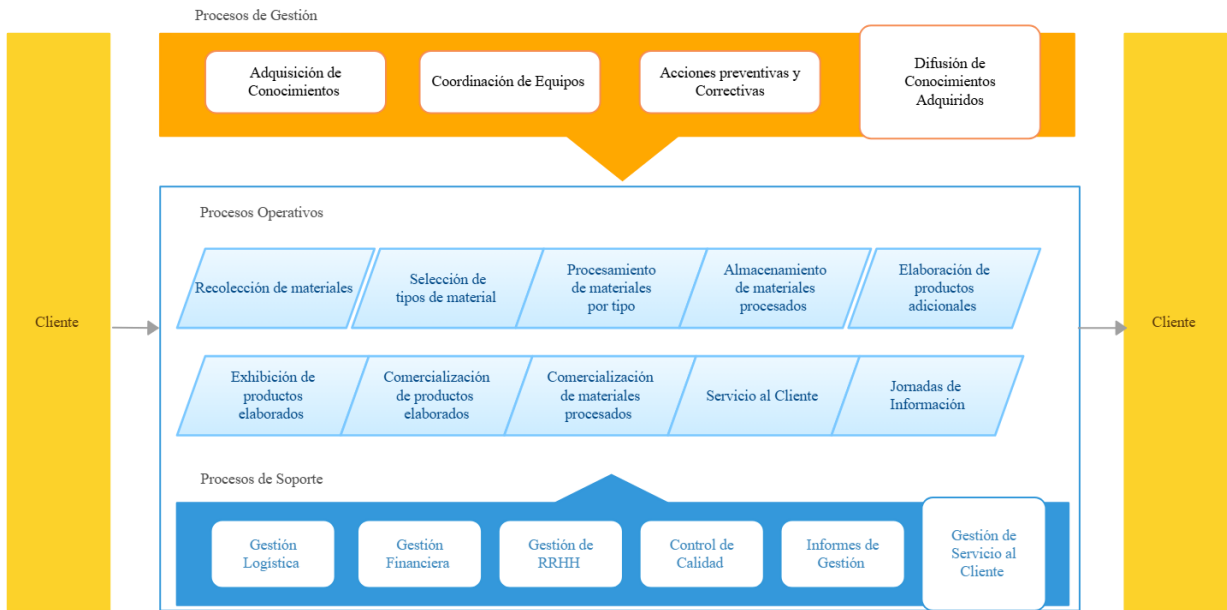 Procesos de Gestión
Adquisición de
Conocimientos
Coordinación de Equipos
Acciones preventivas y
Correctivas
Difusión de
Conocimientos
Adquiridos
Cliente
Procesos Operativos
Recolección de materiales
Selección de
tipos de material
Procesamiento
de materiales
por tipo
Almacenamiento
de materiales
procesados
Elaboración de
productos
adicionales
Exhibición de
productos
elaborados
Comercialización
de productos
elaborados
Comercialización
de materiales
procesados
Servicio al Cliente
Jornadas de
Información
Procesos de Soporte
Gestión
Logística
Gestión
Financiera
Gestión de
RRHH
Control de
Calidad
Informes de
Gestión
Gestión de
Servicio al
Cliente
Cliente